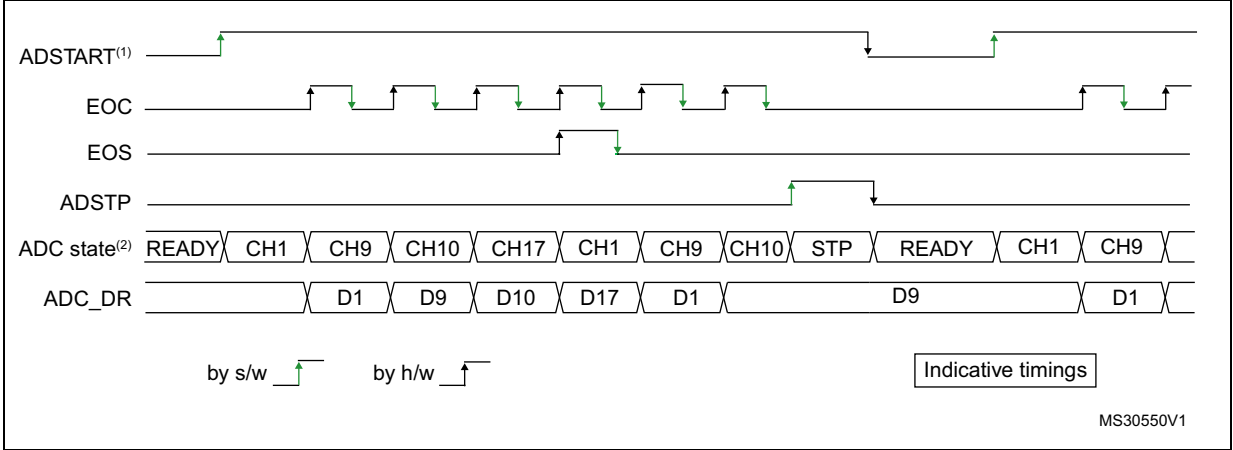 ADSTART(1)
EOC
EOS
ADSTP
ADC state(2) READY CH1 CH9 CH10 CH17 CH1 CH9 CH10 STP READY CH1 CH9
ADC_DR D1 D9 D10 D17 D1 D9 D1
by s/w by h/w Indicative timings
MS30550V1